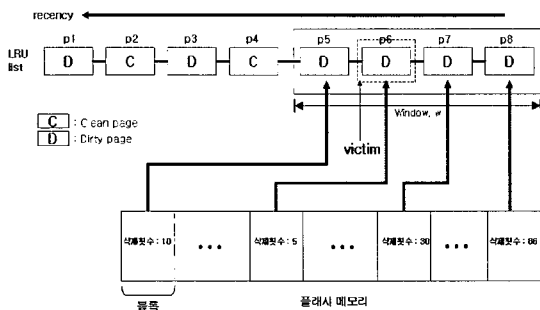 recency
p1 p2 p3 p4 p5 p6 p7 p8
LRU list D C D C D D D D
C : Clean page
D : Dirty page
Window, w
victim
삭제횟수 : 10 ... 삭제횟수 : 5 ... 삭제횟수 : 30 ... 삭제횟수 : 86
블록
플래시 메모리